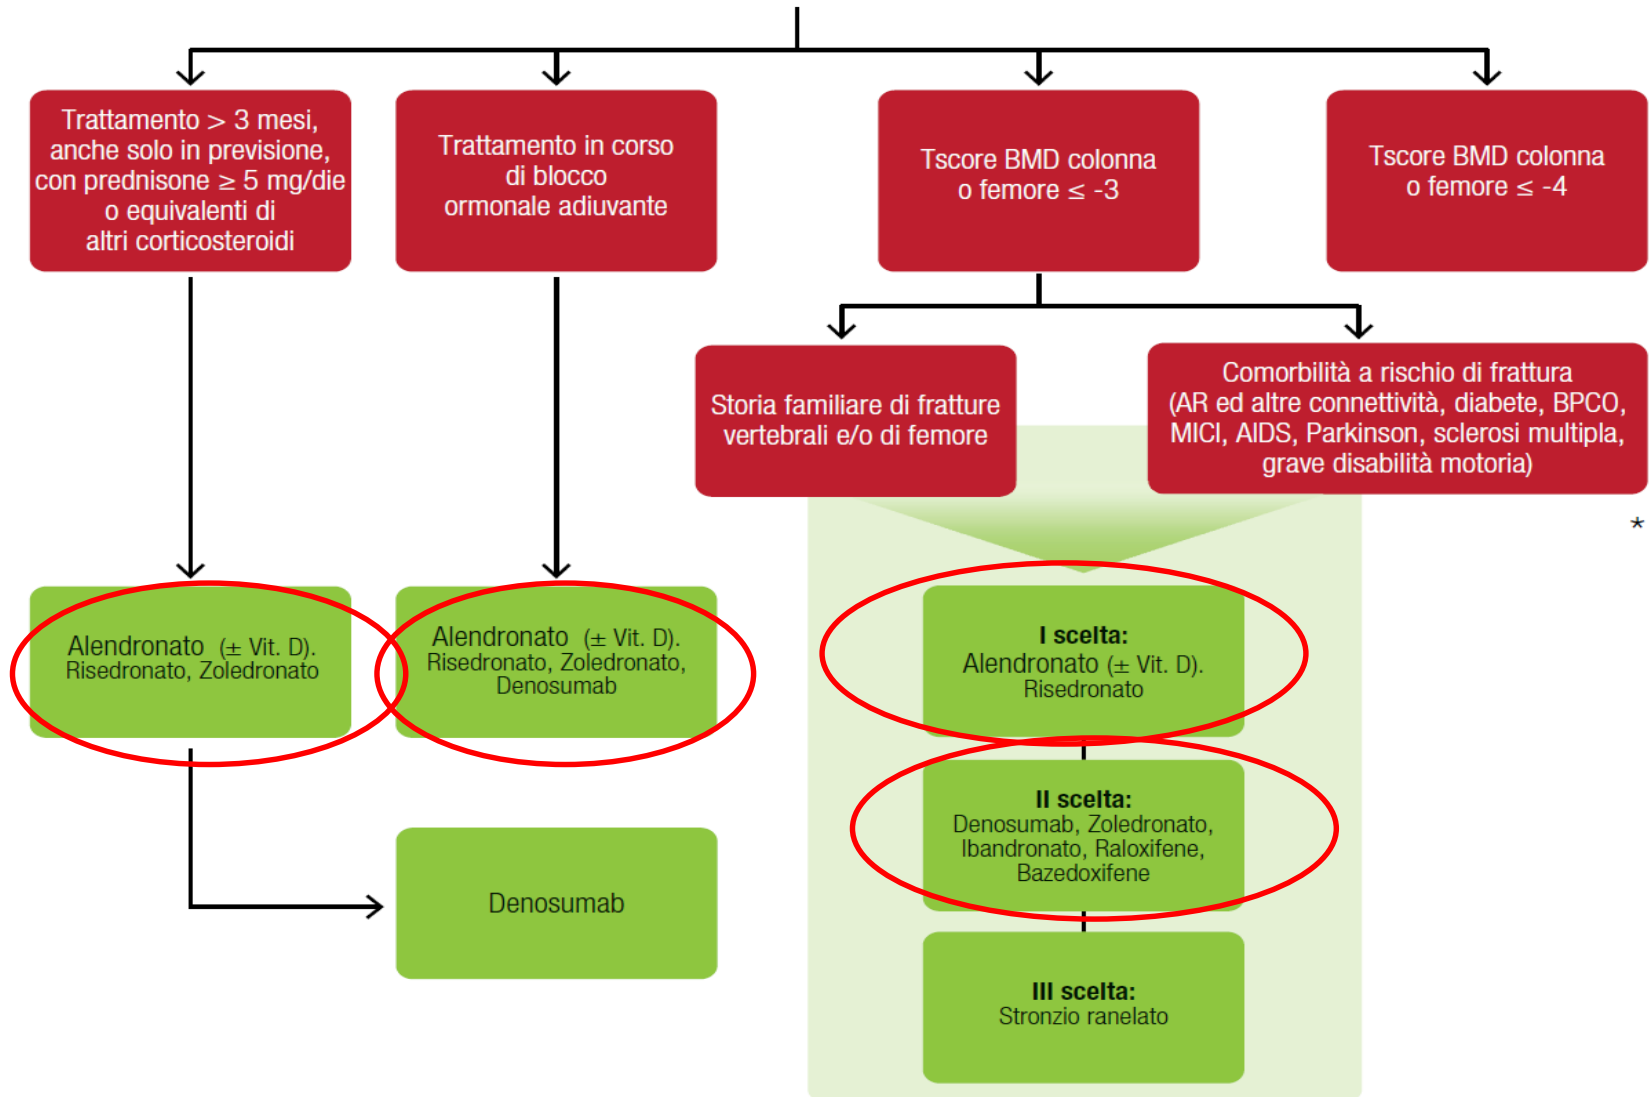 Trattamento > 3 mesi,
anche solo in previsione,
con prednisone ≥ 5 mg/die
o equivalenti di
altri corticosteroidi
Trattamento in corso
di blocco
ormonale adiuvante
Tscore BMD colonna
o femore ≤ -3
Tscore BMD colonna
o femore ≤ -4
Storia familiare di fratture
vertebrali e/o di femore
Comorbilità a rischio di frattura
(AR ed altre connettività, diabete, BPCO,
MICI, AIDS, Parkinson, sclerosi multipla,
grave disabilità motoria)
*
Alendronato (± Vit. D).
Risedronato, Zoledronato
Alendronato (± Vit. D).
Risedronato, Zoledronato,
Denosumab
I scelta:
Alendronato (± Vit. D).
Risedronato
II scelta:
Denosumab, Zoledronato,
Ibandronato, Raloxifene,
Bazedoxifene
Denosumab
III scelta:
Stronzio ranelato